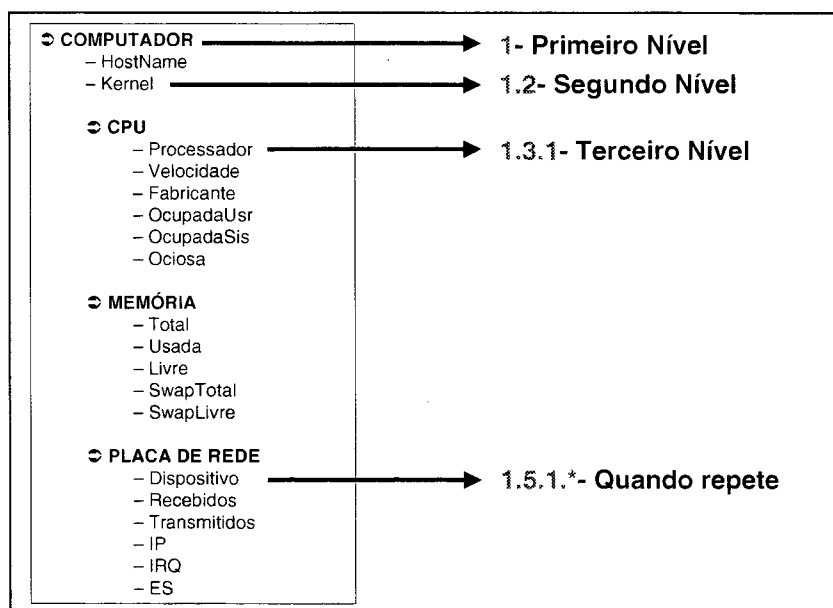 ➲ COMPUTADOR 1- Primeiro Nível
– HostName
– Kernel 1.2- Segundo Nível
➲ CPU
– Processador 1.3.1- Terceiro Nível
– Velocidade
– Fabricante
– OcupadaUsr
– OcupadaSis
– Ociosa
➲ MEMÓRIA
– Total
– Usada
– Livre
– SwapTotal
– SwapLivre
➲ PLACA DE REDE
– Dispositivo 1.5.1.*- Quando repete
– Recebidos
– Transmitidos
– IP
– IRQ
– ES